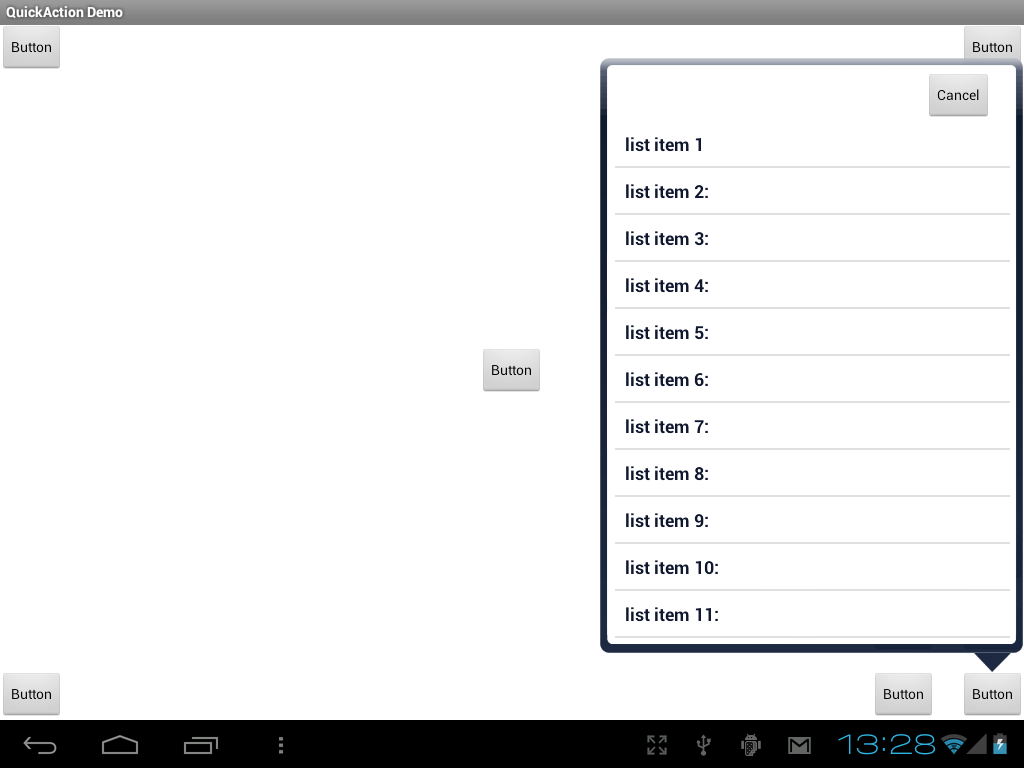 QuickAction Demo
Button
Button
Cancel
list item 1
list item 2:
list item 3:
list item 4:
list item 5:
Button
list item 6:
list item 7:
list item 8:
list item 9:
list item 10:
list item 11:
Button
Button
Button
13:28